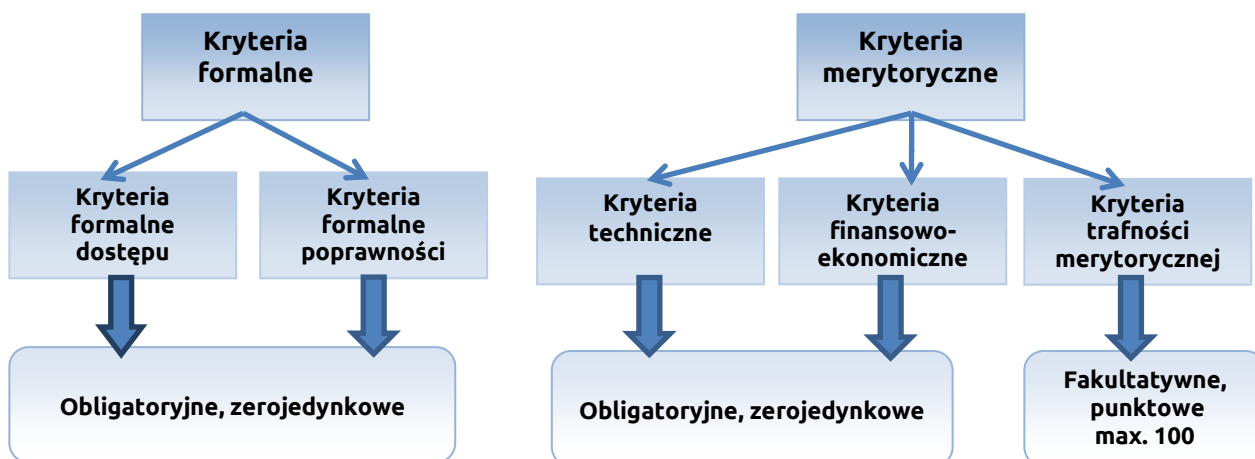 Kryteria
formalne
Kryteria
merytoryczne
Kryteria
formalne
dostępu
Kryteria
formalne
poprawności
Kryteria
techniczne
Kryteria
finansowo-
ekonomiczne
Kryteria
trafności
merytorycznej
Obligatoryjne, zerojedynkowe
Obligatoryjne, zerojedynkowe
Fakultatywne,
punktowe
max. 100